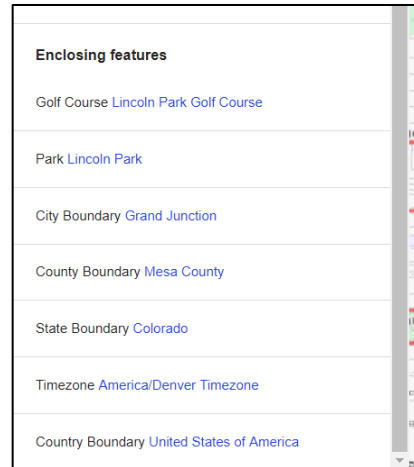 Enclosing features
Golf Course Lincoln Park Golf Course
Park Lincoln Park
City Boundary Grand Junction
County Boundary Mesa County
State Boundary Colorado
Timezone America/Denver Timezone
Country Boundary United States of America